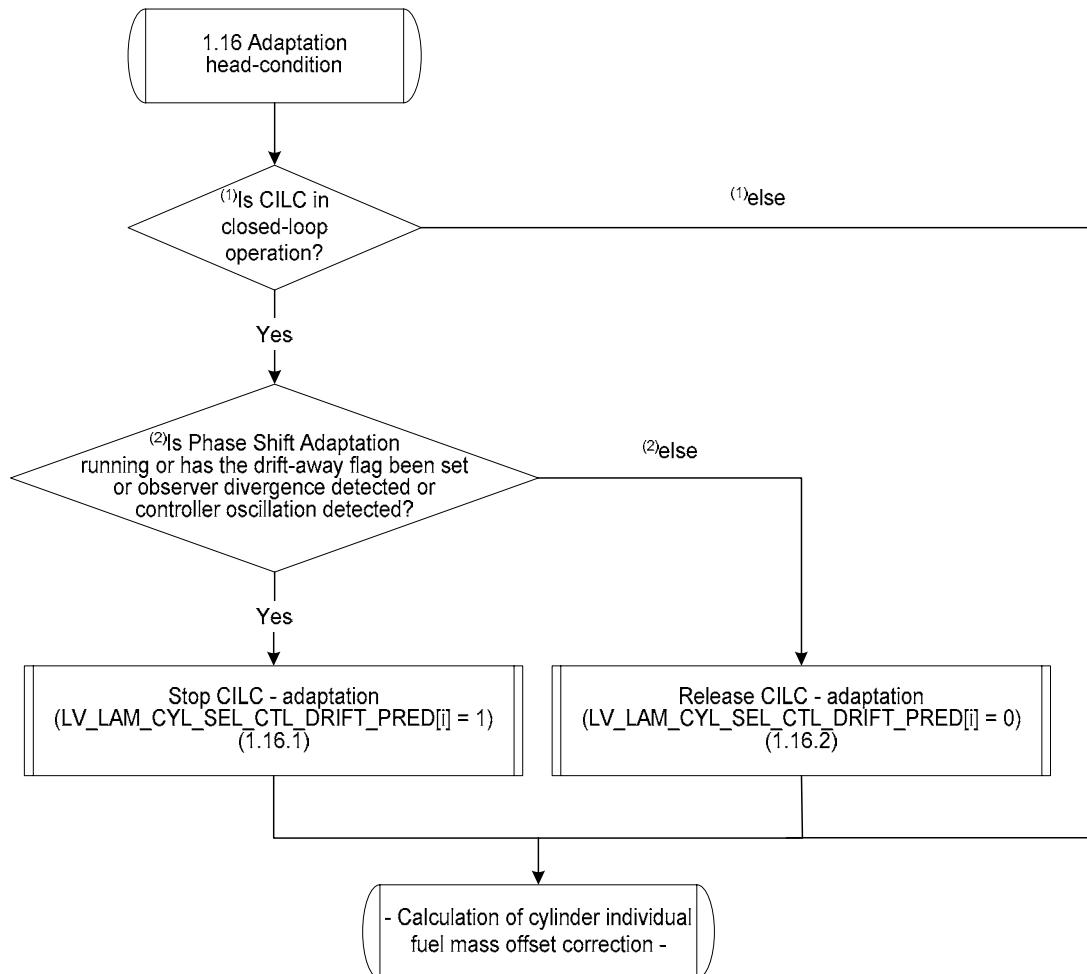 1.16 Adaptation
head-condition
(1)Is CILC in
closed-loop
operation?
(1)else
Yes
(2)Is Phase Shift Adaptation
running or has the drift-away flag been set
or observer divergence detected or
controller oscillation detected?
(2)else
Yes
Stop CILC - adaptation
(LV_LAM_CYL_SEL_CTL_DRIFT_PRED[i] = 1)
(1.16.1)
Release CILC - adaptation
(LV_LAM_CYL_SEL_CTL_DRIFT_PRED[i] = 0)
(1.16.2)
- Calculation of cylinder individual
fuel mass offset correction -